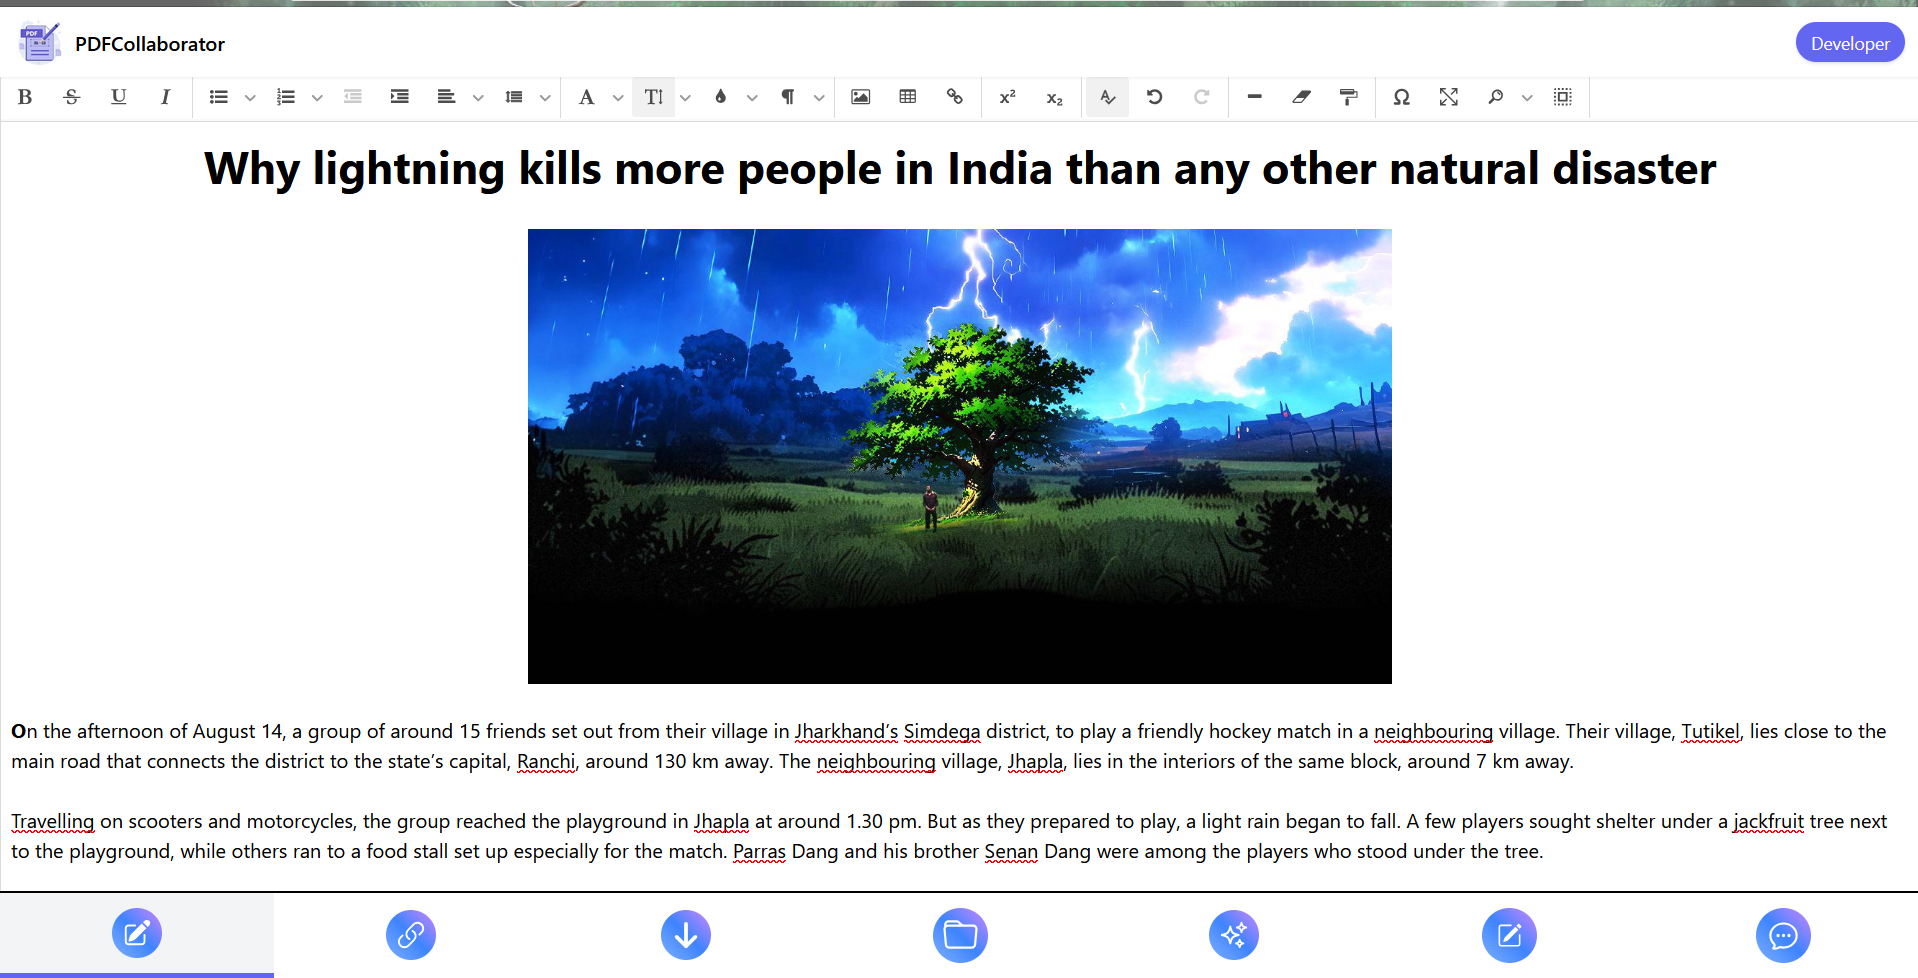 PDF
PDFCollaborator
Developer
B S U I A T x² x₂ Ω
Why lightning kills more people in India than any other natural disaster
On the afternoon of August 14, a group of around 15 friends set out from their village in Jharkhand’s Simdega district, to play a friendly hockey match in a neighbouring village. Their village, Tutikel, lies close to the
main road that connects the district to the state’s capital, Ranchi, around 130 km away. The neighbouring village, Jhapla, lies in the interiors of the same block, around 7 km away.
Travelling on scooters and motorcycles, the group reached the playground in Jhapla at around 1.30 pm. But as they prepared to play, a light rain began to fall. A few players sought shelter under a jackfruit tree next
to the playground, while others ran to a food stall set up especially for the match. Parras Dang and his brother Senan Dang were among the players who stood under the tree.